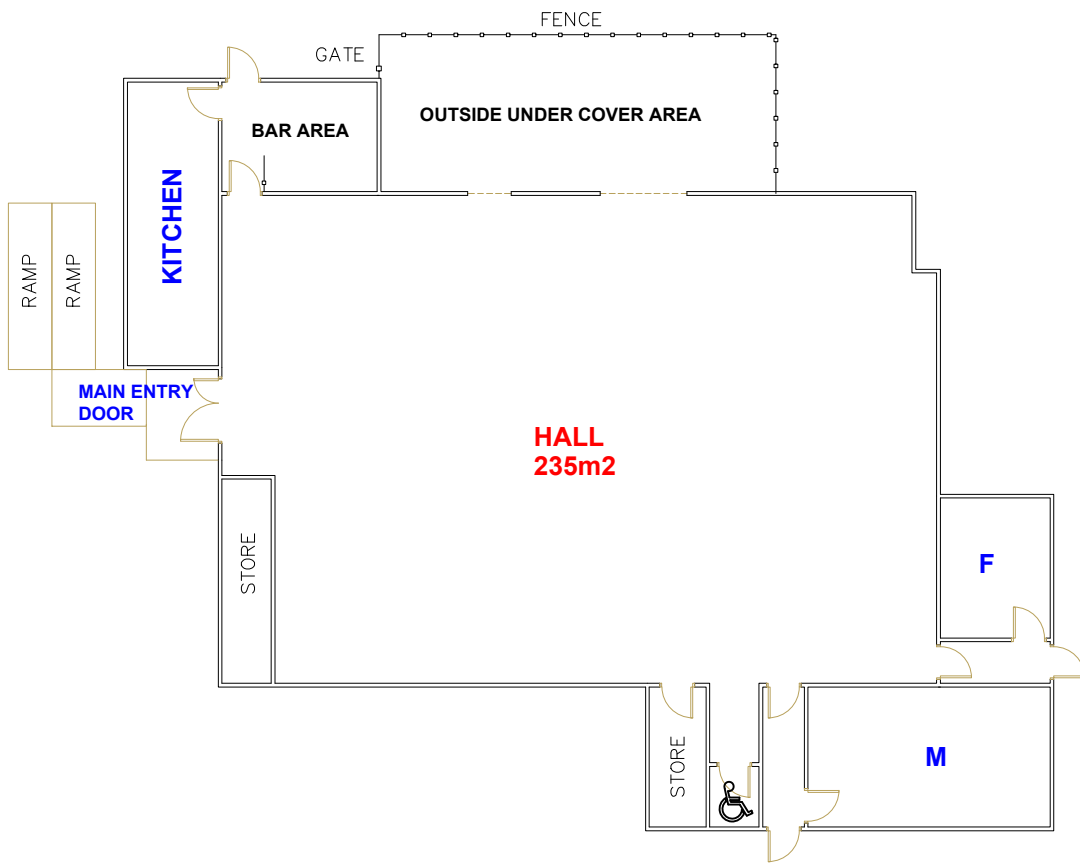 FENCE
GATE
OUTSIDE UNDER COVER AREA
BAR AREA
KITCHEN
RAMP
RAMP
MAIN ENTRY
DOOR
HALL
235m2
STORE
F
STORE
M